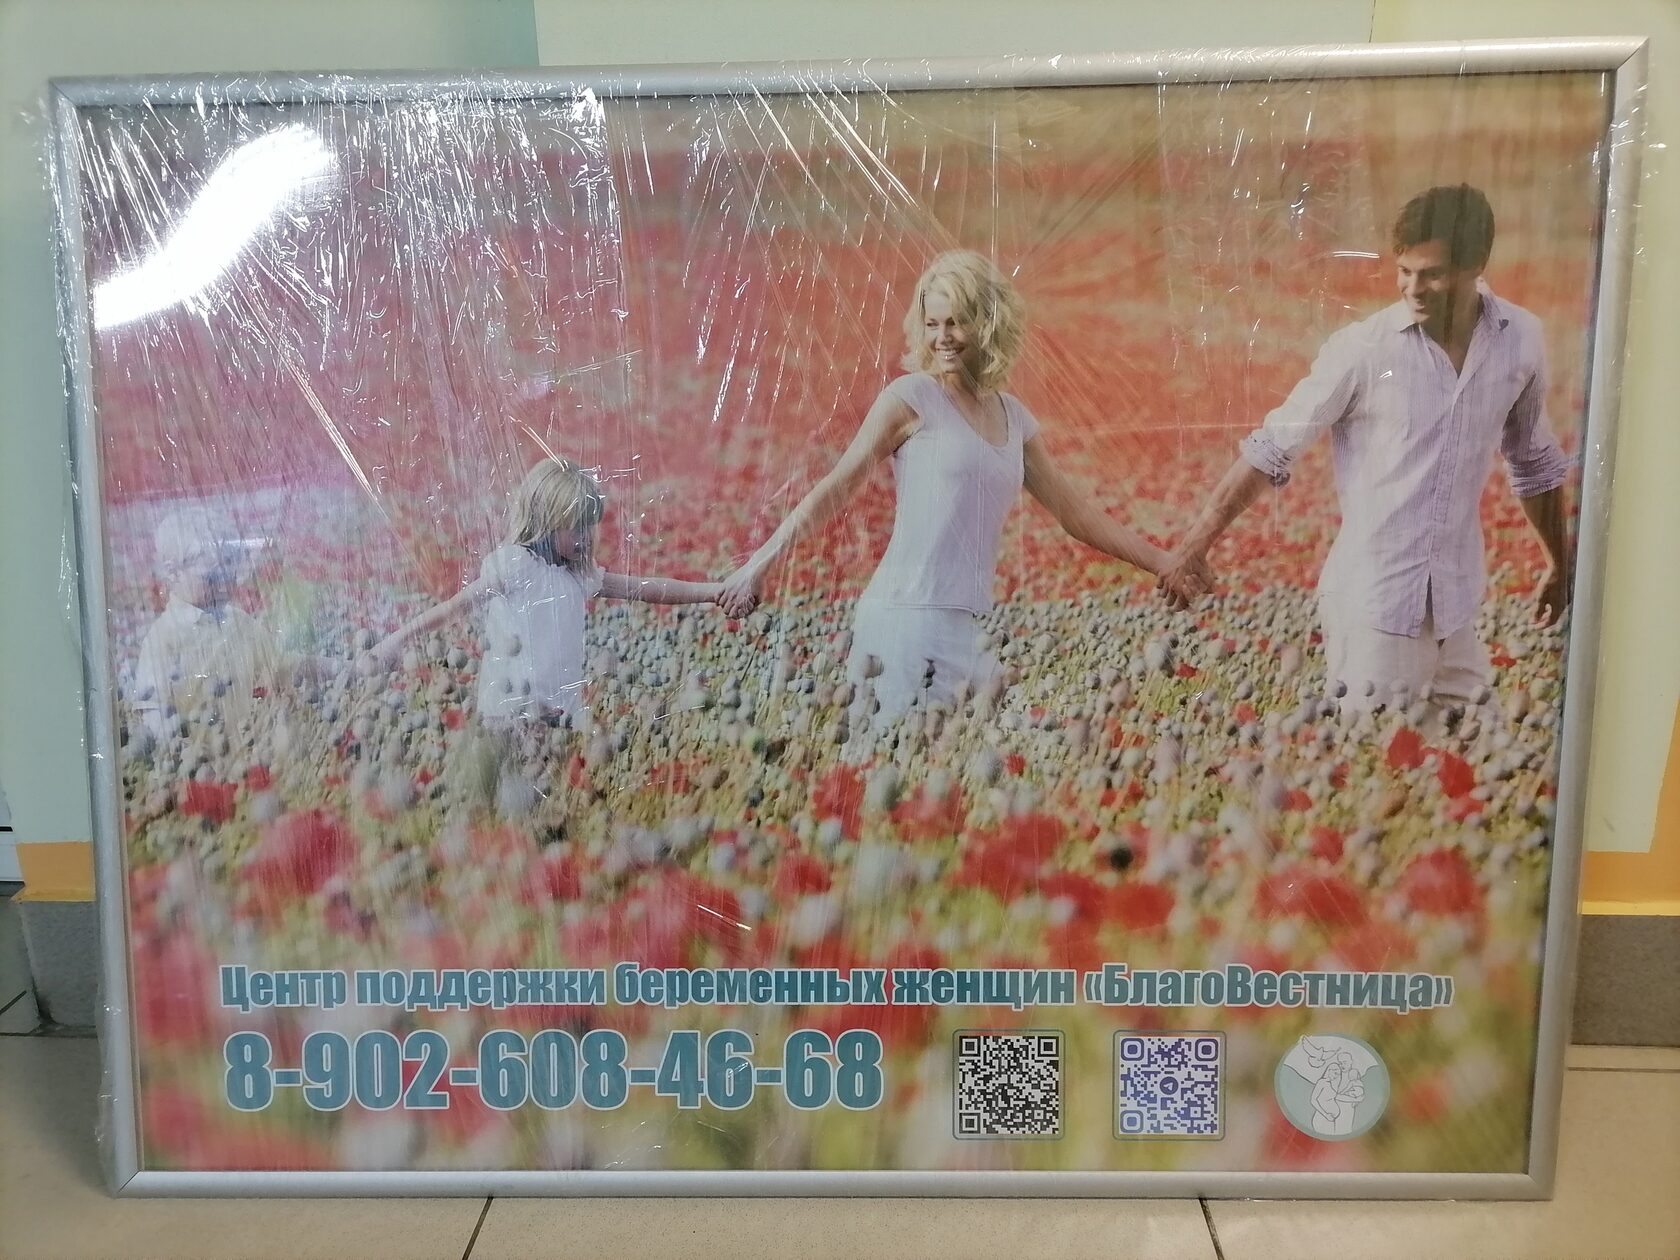 Центр поддержки беременных женщин «БлагоВестница»
8-902-608-46-68